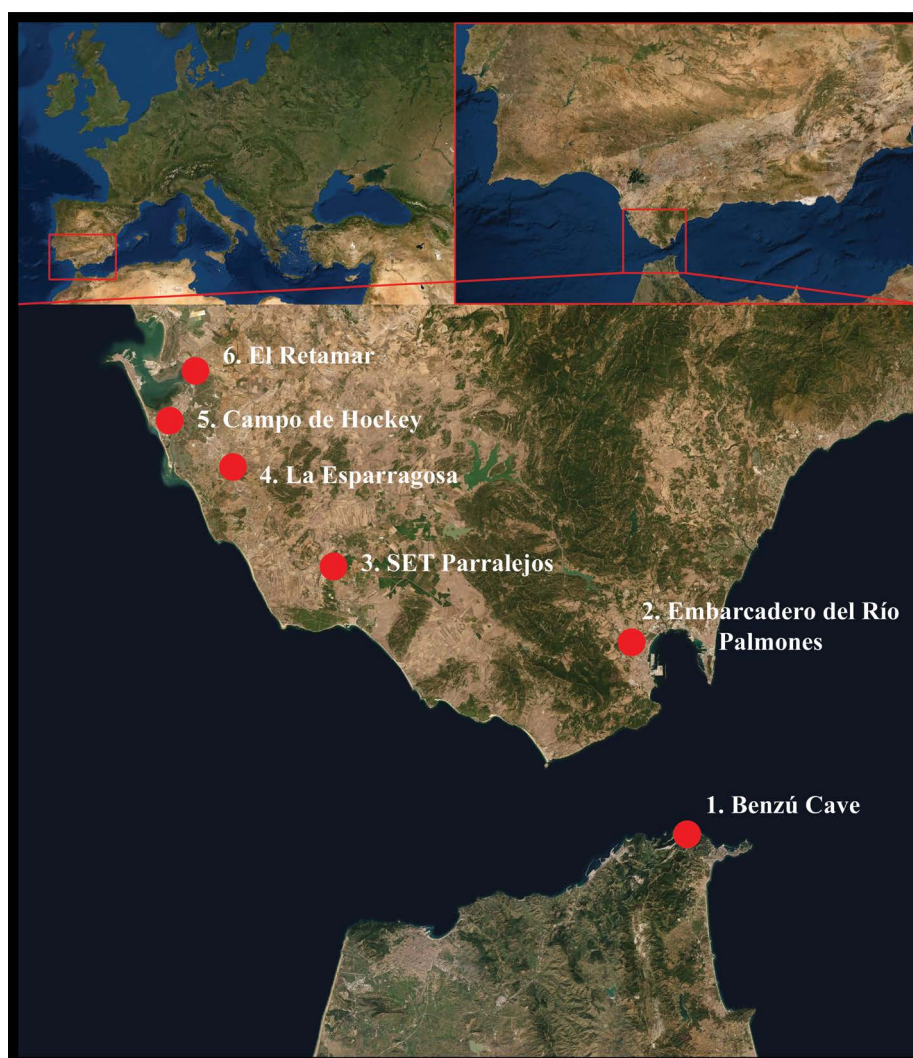 6. El Retamar
5. Campo de Hockey
4. La Esparragosa
3. SET Parralejos
2. Embarcadero del Río
Palmones
1. Benzú Cave